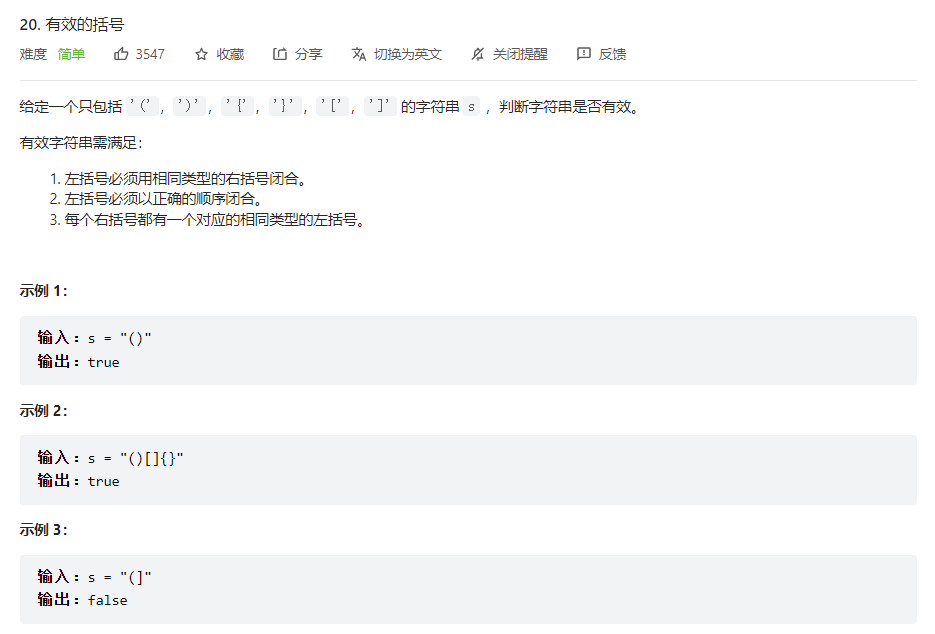 20. 有效的括号
难度 简单 3547 收藏 分享 切换为英文 关闭提醒 反馈
给定一个只包括 '(', ')', '{', '}', '[', ']' 的字符串 s ，判断字符串是否有效。
有效字符串需满足：
1. 左括号必须用相同类型的右括号闭合。
2. 左括号必须以正确的顺序闭合。
3. 每个右括号都有一个对应的相同类型的左括号。
示例 1：
输入：s = "()"
输出：true
示例 2：
输入：s = "()[]{}"
输出：true
示例 3：
输入：s = "(]"
输出：false